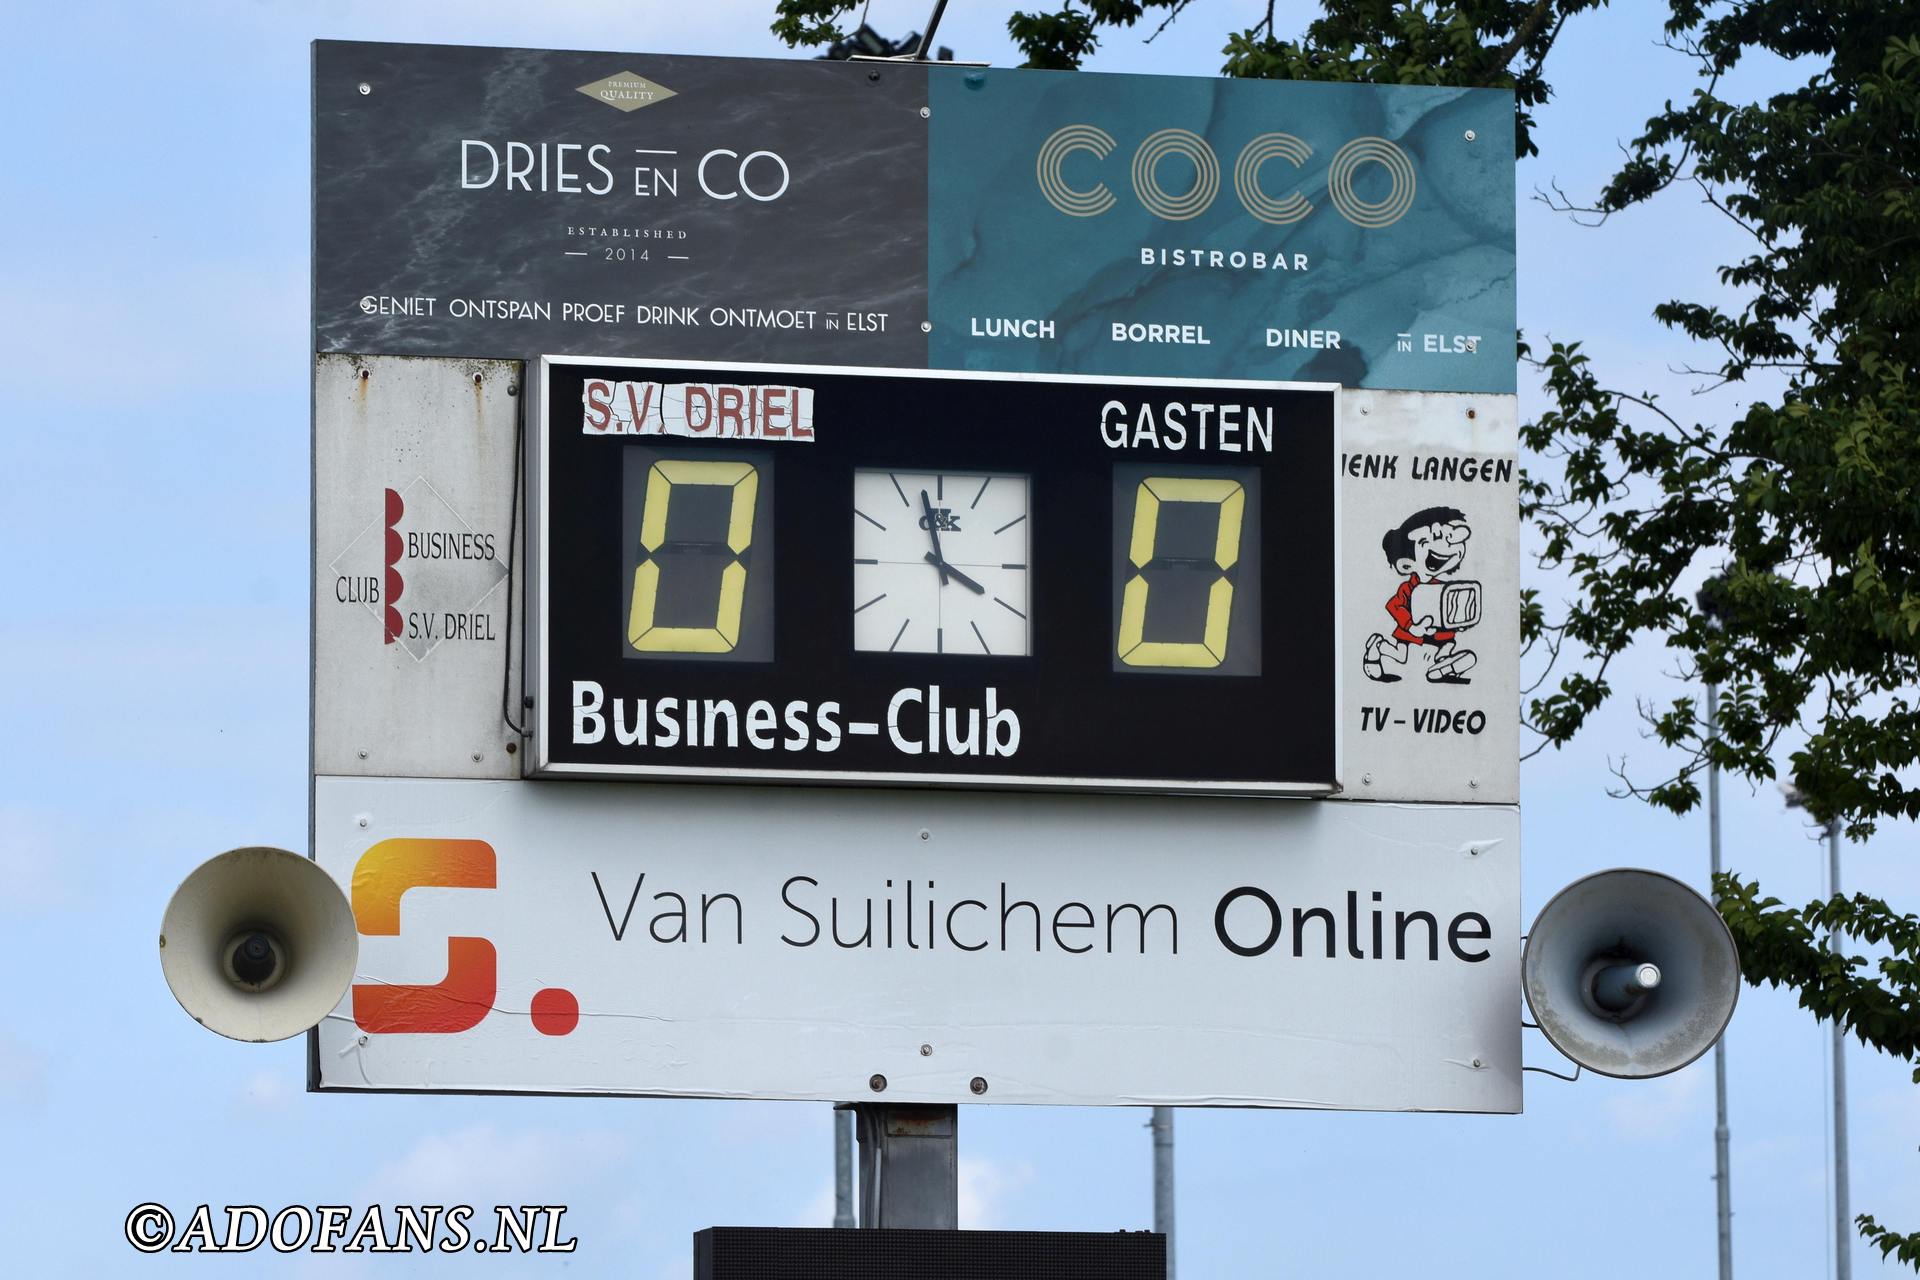 PREMIUM
QUALITY
DRIES EN CO
ESTABLISHED
2014
GENIET ONTSPAN PROEF DRINK ONTMOET IN ELST
COCO
BISTROBAR
LUNCH BORREL DINER IN ELST
S.V. DRIEL
GASTEN
0
0
Business-Club
BUSINESS
CLUB
S.V. DRIEL
HENK LANGEN
TV-VIDEO
S.
Van Suilichem Online
©ADOFANS.NL